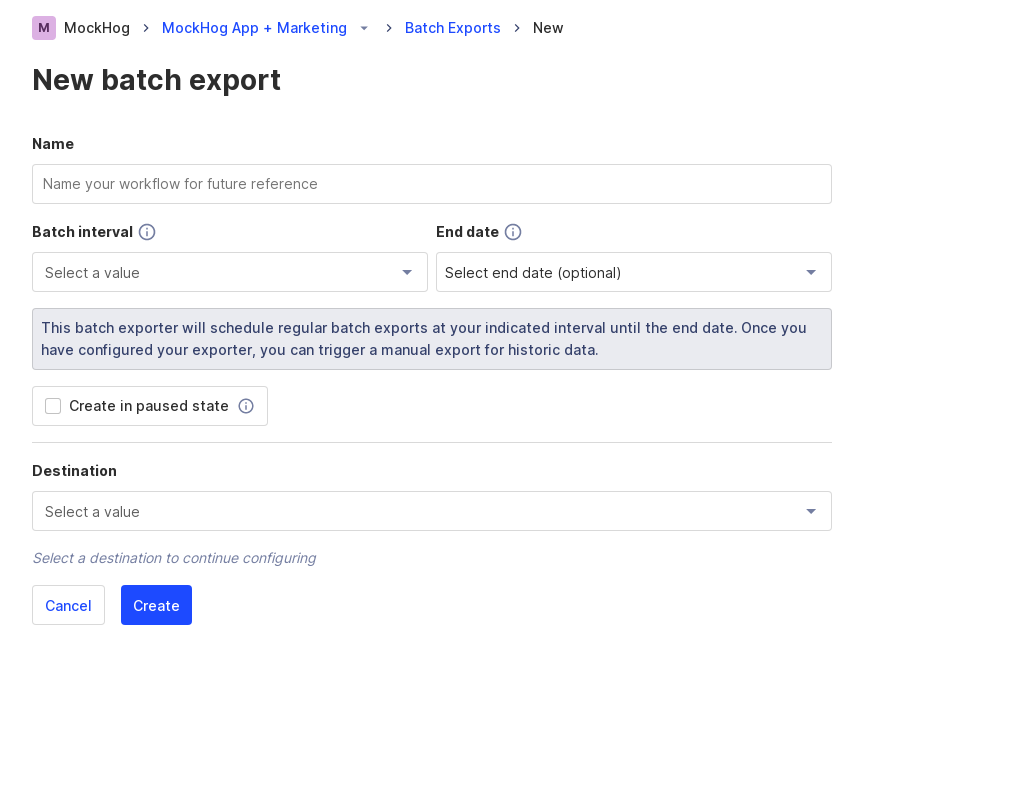 M MockHog MockHog App + Marketing Batch Exports New
New batch export
Name
Name your workflow for future reference
Batch interval End date
Select a value Select end date (optional)
This batch exporter will schedule regular batch exports at your indicated interval until the end date. Once you
have configured your exporter, you can trigger a manual export for historic data.
Create in paused state
Destination
Select a value
Select a destination to continue configuring
Cancel Create